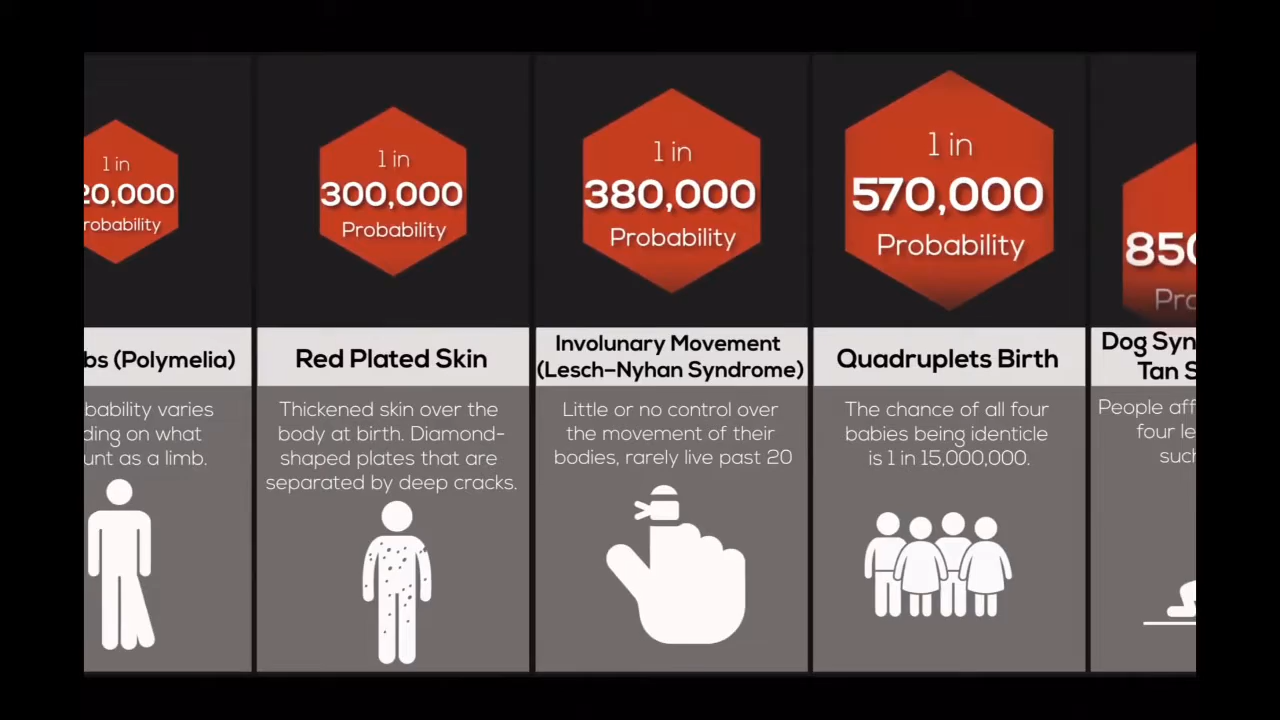 1 in
20,000
robability
bs (Polymelia)
bability varies
ding on what
unt as a limb.
1 in
300,000
Probability
Red Plated Skin
Thickened skin over the
body at birth. Diamond-
shaped plates that are
separated by deep cracks.
1 in
380,000
Probability
Involunary Movement
(Lesch–Nyhan Syndrome)
Little or no control over
the movement of their
bodies, rarely live past 20
1 in
570,000
Probability
Quadruplets Birth
The chance of all four
babies being identicle
is 1 in 15,000,000.
850
Pro
Dog Syn
Tan S
People aff
four le
such